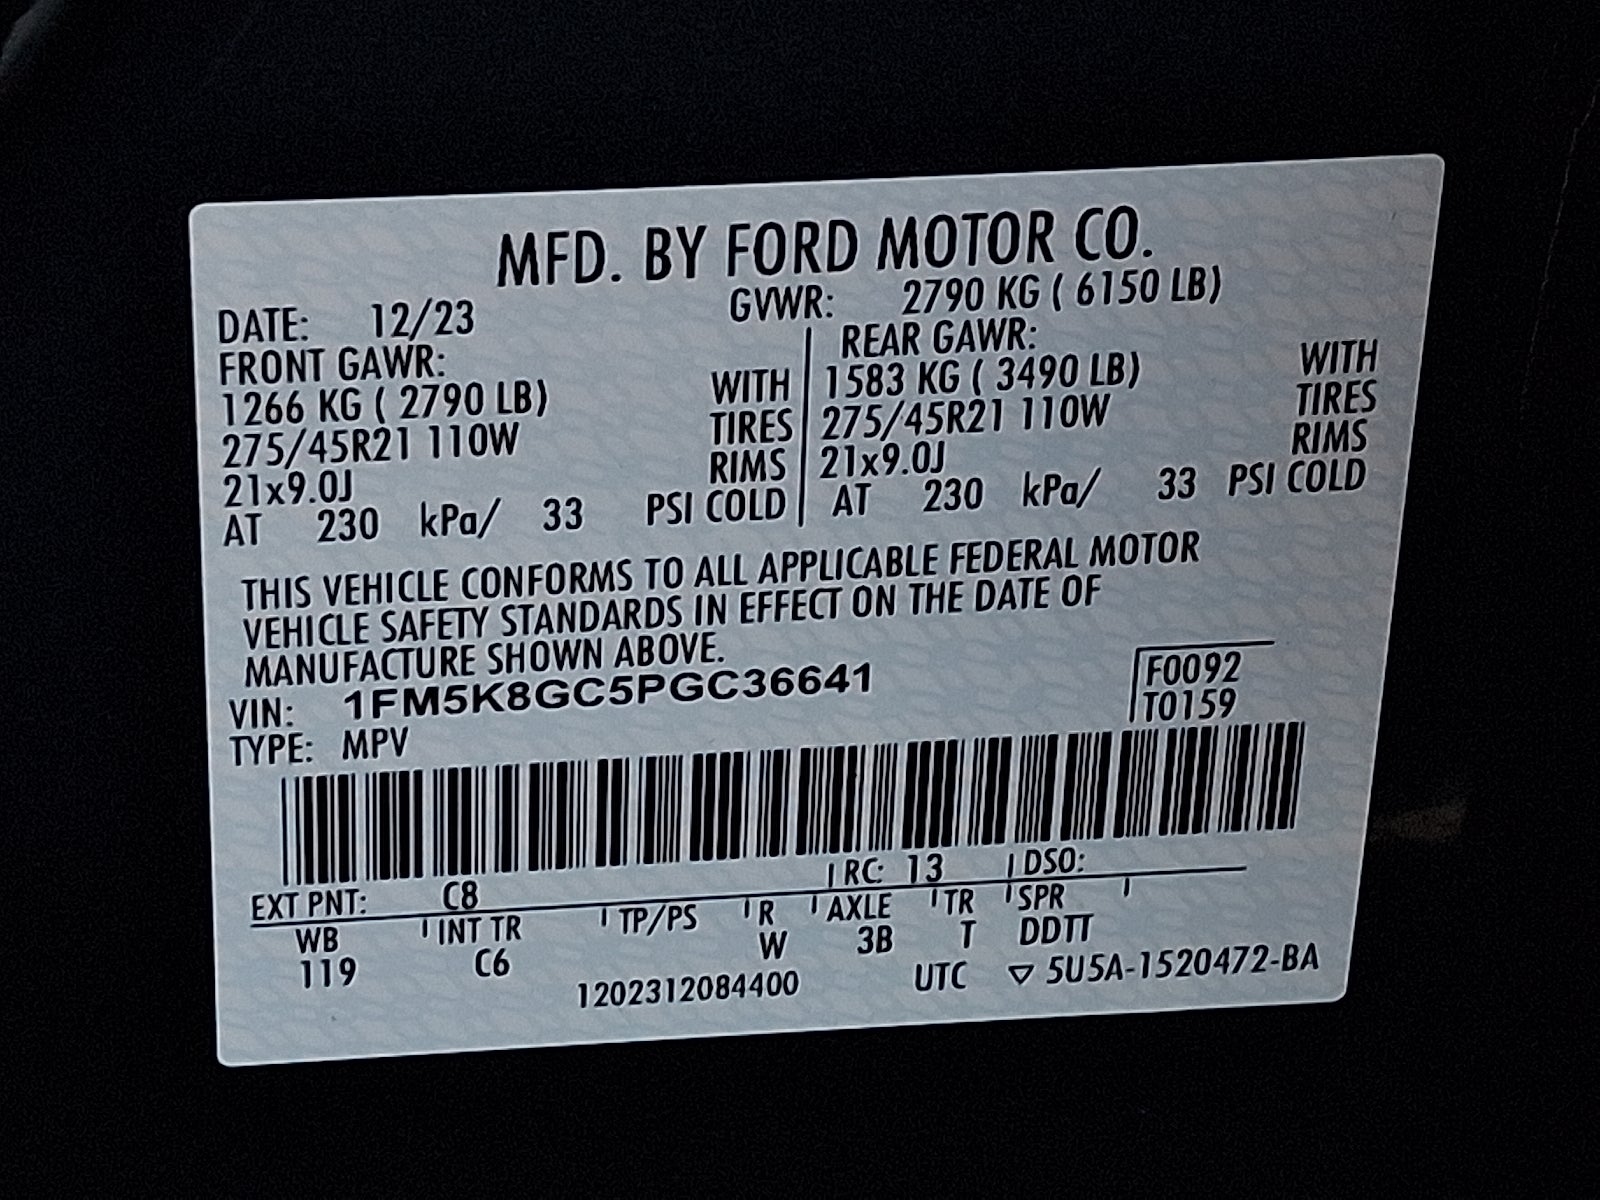 MFD. BY FORD MOTOR CO.
DATE: 12/23 GVWR: 2790 KG ( 6150 LB)
FRONT GAWR: REAR GAWR:
1266 KG ( 2790 LB) WITH 1583 KG ( 3490 LB) WITH
275/45R21 110W TIRES 275/45R21 110W TIRES
21x9.0J RIMS 21x9.0J RIMS
AT 230 kPa/ 33 PSI COLD AT 230 kPa/ 33 PSI COLD
THIS VEHICLE CONFORMS TO ALL APPLICABLE FEDERAL MOTOR
VEHICLE SAFETY STANDARDS IN EFFECT ON THE DATE OF
MANUFACTURE SHOWN ABOVE.
VIN: 1FM5K8GC5PGC36641 F0092
TYPE: MPV T0159
EXT PNT: C8 RC: 13 DSO:
WB INT TR TP/PS R AXLE TR SPR
119 C6 W 3B T DDTT
1202312084400 UTC ▽ 5U5A-1520472-BA